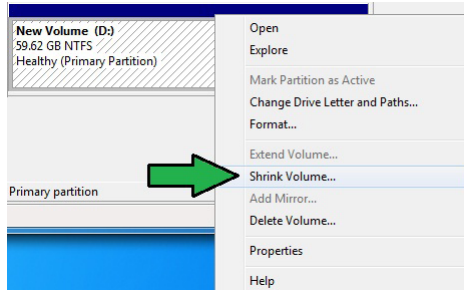 New Volume (D:)
59.62 GB NTFS
Healthy (Primary Partition)
Primary partition
Open
Explore
Mark Partition as Active
Change Drive Letter and Paths...
Format...
Extend Volume...
Shrink Volume...
Add Mirror...
Delete Volume...
Properties
Help